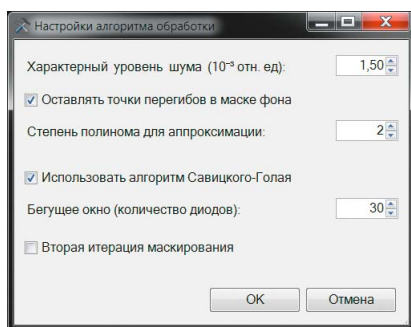 Настройки алгоритма обработки
Характерный уровень шума (10⁻³ отн. ед): 1,50
Оставлять точки перегибов в маске фона
Степень полинома для аппроксимации: 2
Использовать алгоритм Савицкого-Голая
Бегущее окно (количество диодов): 30
Вторая итерация маскирования
OK Отмена